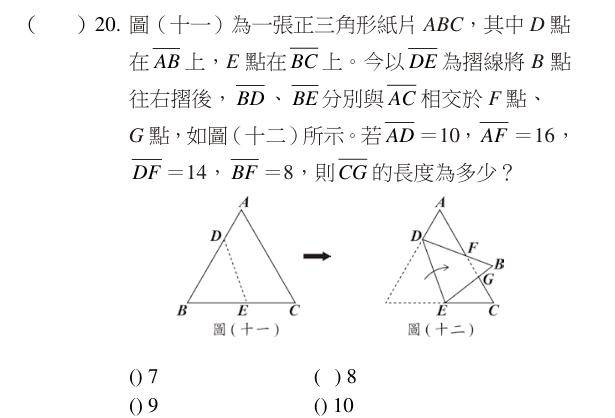 (　　) 20. 圖(十一)為一張正三角形紙片 ABC，其中 D 點
在 AB 上，E 點在 BC 上。今以 DE 為摺線將 B 點
往右摺後， BD 、 BE 分別與 AC 相交於 F 點、
G 點，如圖(十二)所示。若 AD =10， AF =16，
DF =14， BF =8，則 CG 的長度為多少？
A A
D D F
B
G
B E C E C
圖(十一) 圖(十二)
() 7 ( ) 8
() 9 () 10